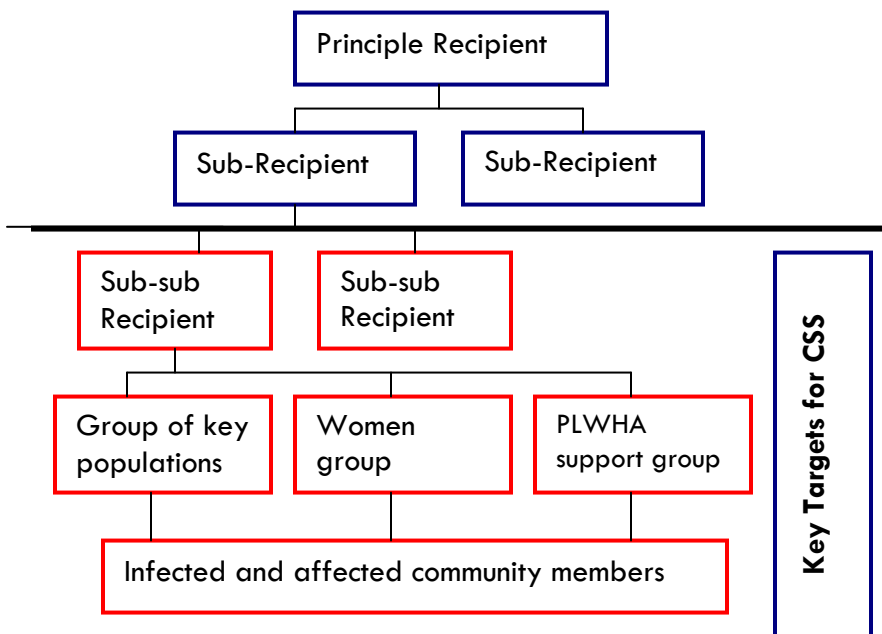 Principle Recipient
Sub-Recipient
Sub-Recipient
Sub-sub
Recipient
Sub-sub
Recipient
Group of key
populations
Women
group
PLWHA
support group
Infected and affected community members
Key Targets for CSS